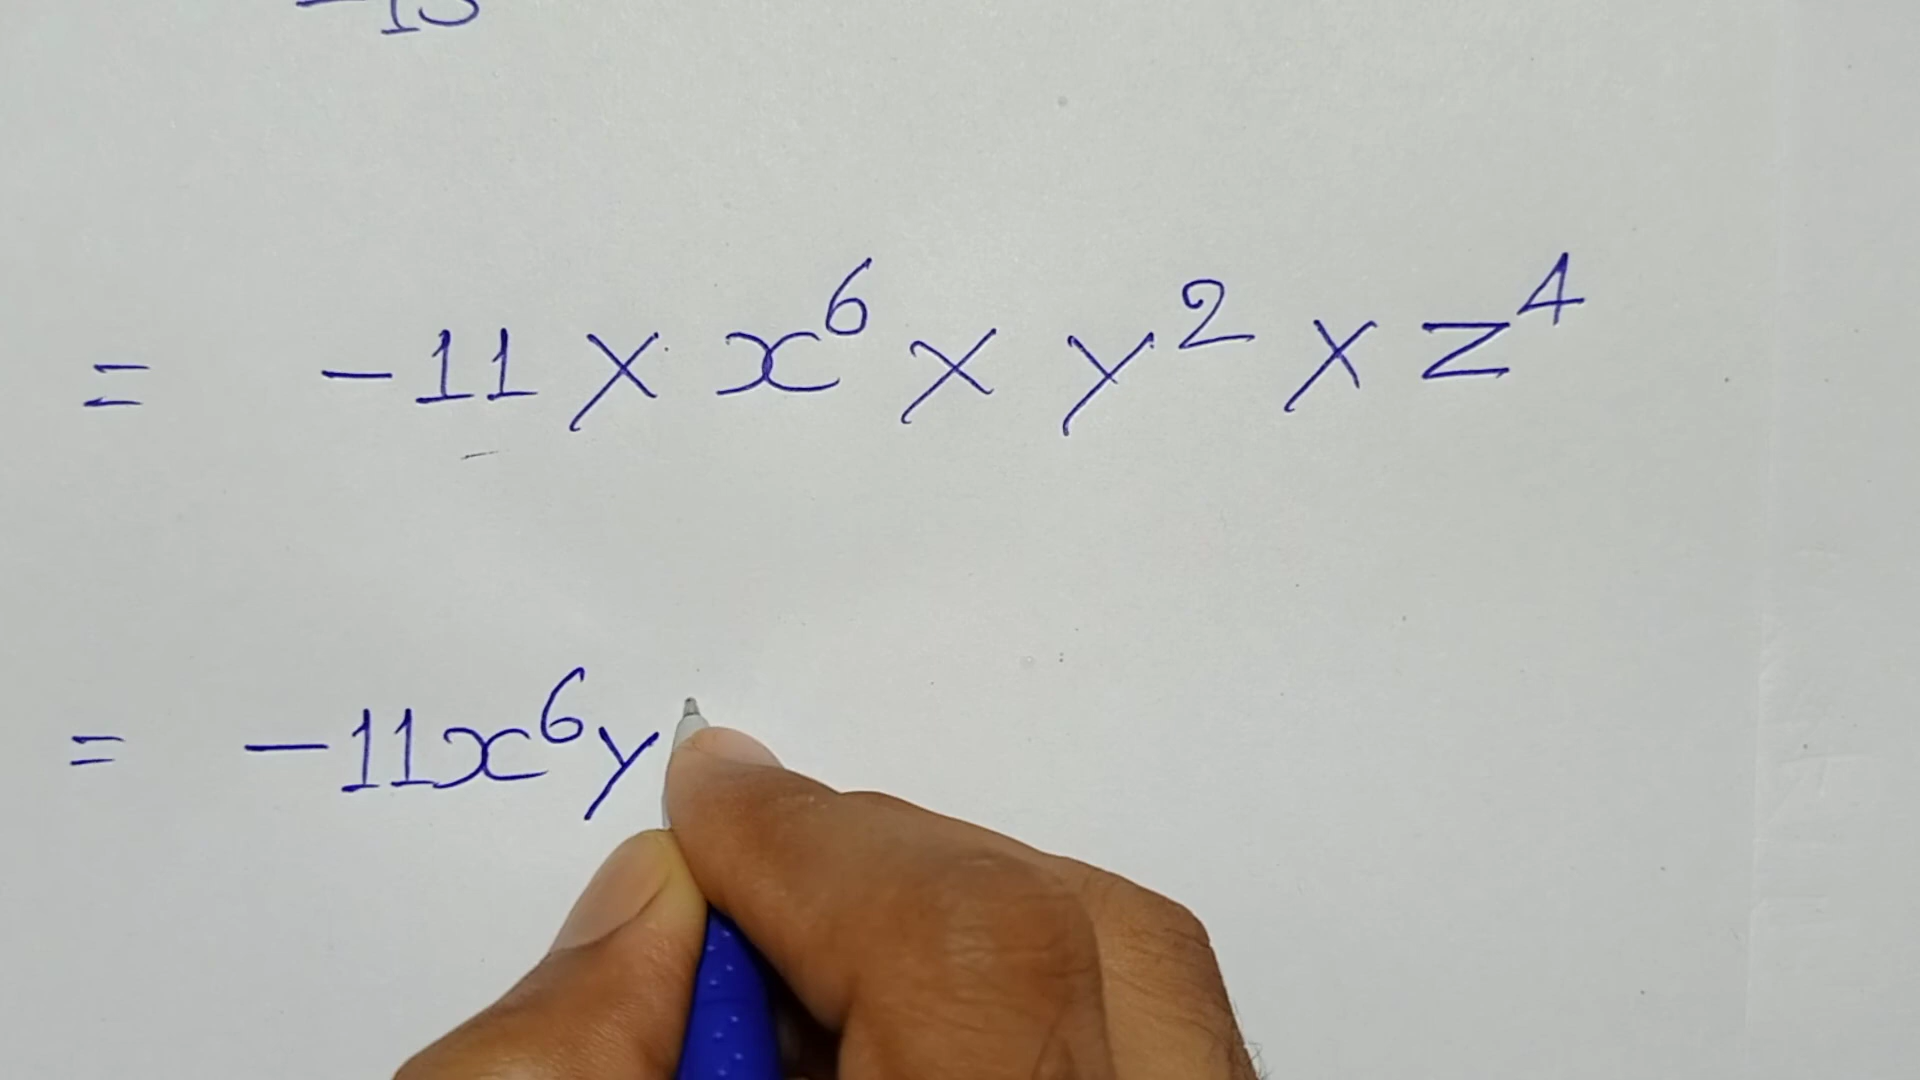 = -11 × x⁶ × y² × z⁴
= -11x⁶y